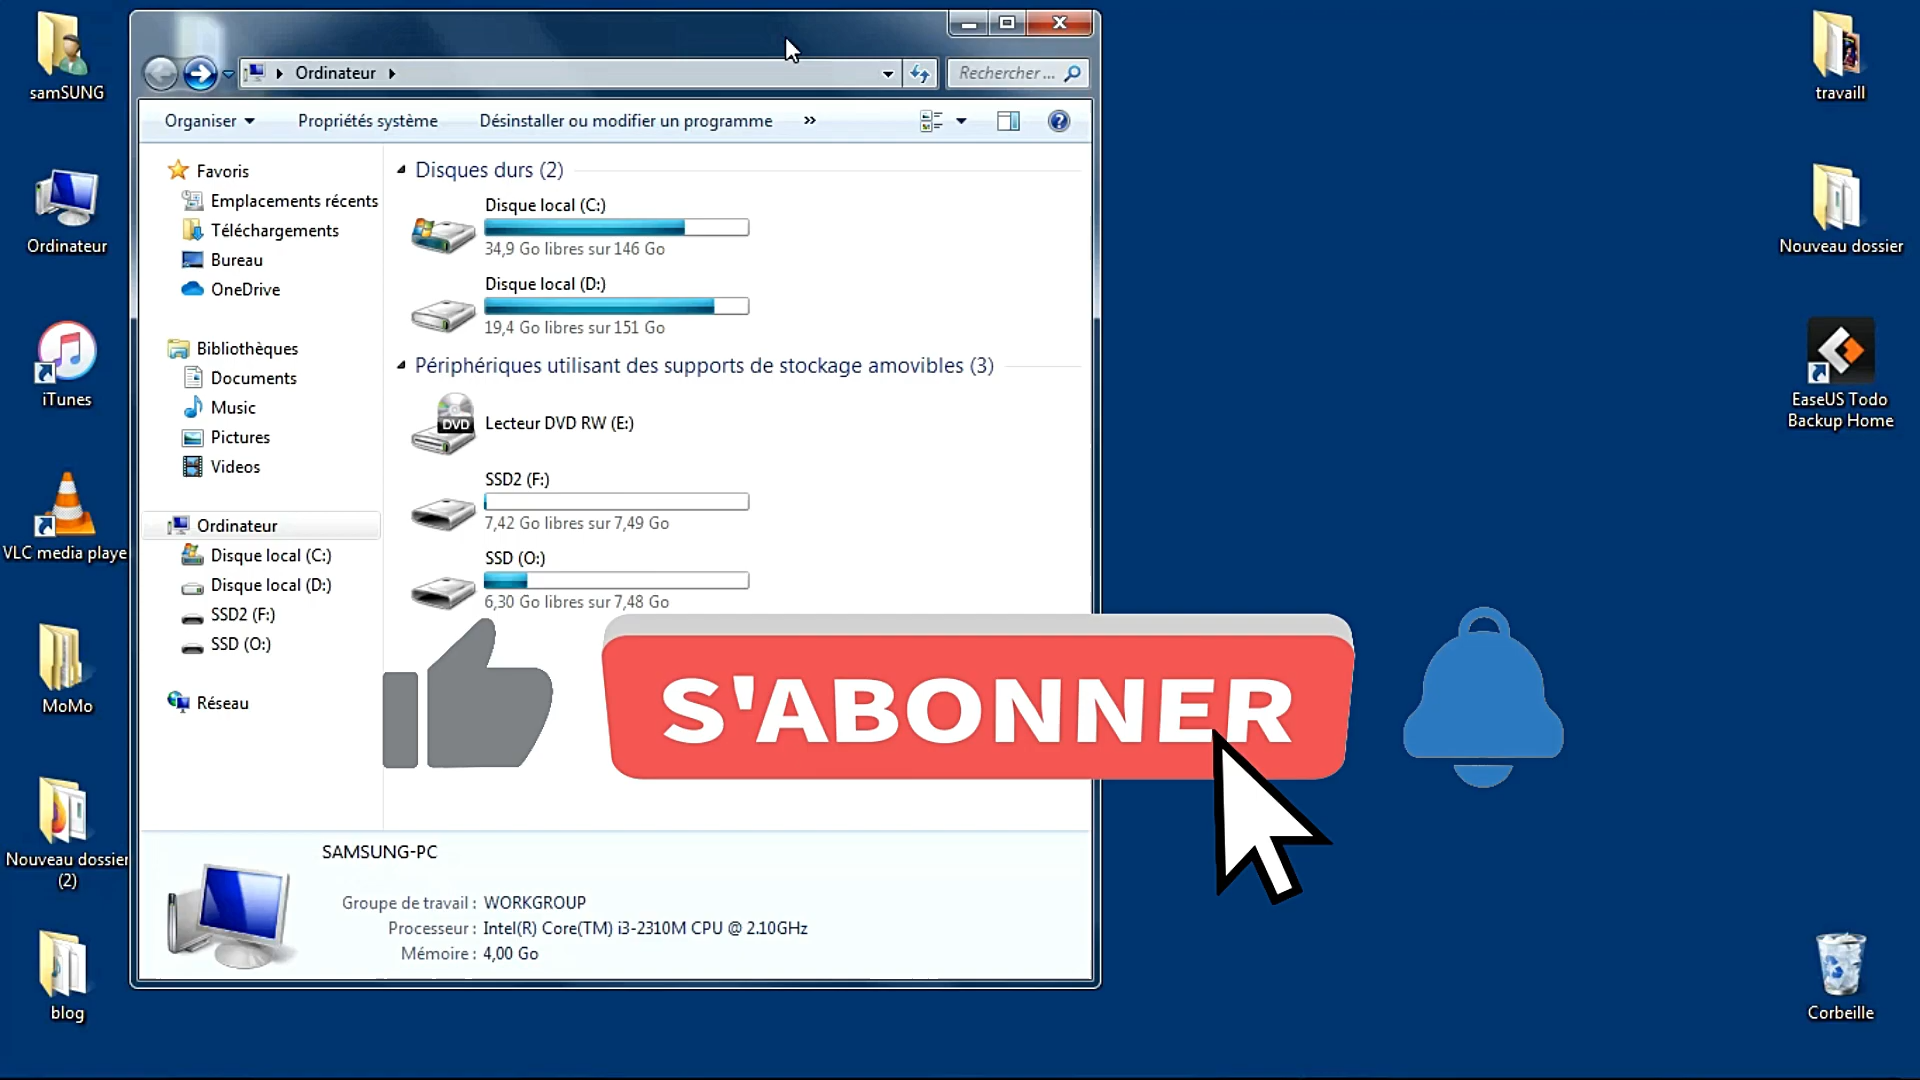 samSUNG
Ordinateur
iTunes
VLC media playe
MoMo
Nouveau dossier
(2)
blog
Ordinateur
Rechercher ...
Organiser
Propriétés système
Désinstaller ou modifier un programme
»
Favoris
Emplacements récents
Téléchargements
Bureau
OneDrive
Bibliothèques
Documents
Music
Pictures
Videos
Ordinateur
Disque local (C:)
Disque local (D:)
SSD2 (F:)
SSD (O:)
Réseau
Disques durs (2)
Disque local (C:)
34,9 Go libres sur 146 Go
Disque local (D:)
19,4 Go libres sur 151 Go
Périphériques utilisant des supports de stockage amovibles (3)
DVD
Lecteur DVD RW (E:)
SSD2 (F:)
7,42 Go libres sur 7,49 Go
SSD (O:)
6,30 Go libres sur 7,48 Go
S'ABONNER
SAMSUNG-PC
Groupe de travail : WORKGROUP
Processeur : Intel(R) Core(TM) i3-2310M CPU @ 2.10GHz
Mémoire : 4,00 Go
travaill
Nouveau dossier
EaseUS Todo
Backup Home
Corbeille